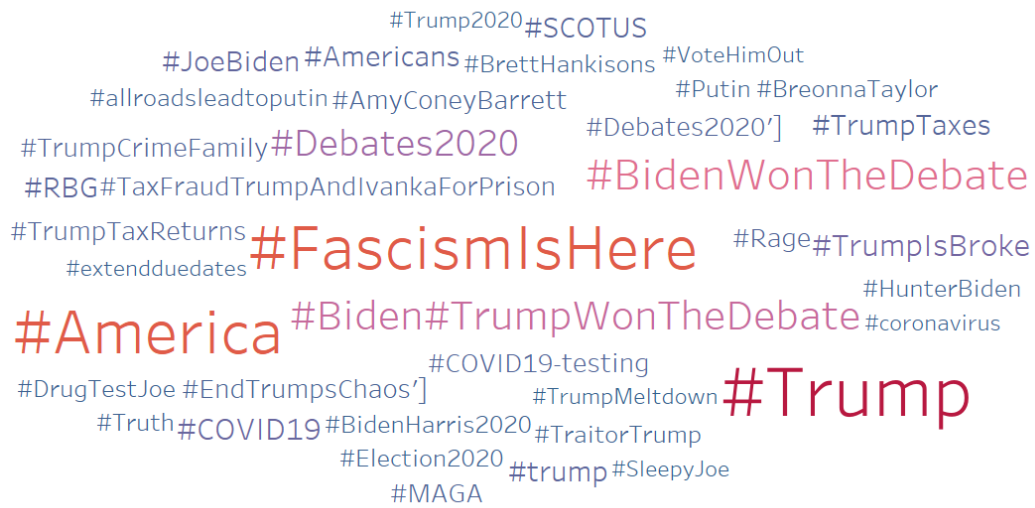 #Trump2020 #SCOTUS
#JoeBiden #Americans #BrettHankisons #VoteHimOut
#allroadsleadtoputin #AmyConeyBarrett #Putin #BreonnaTaylor
#TrumpCrimeFamily #Debates2020 #Debates2020’] #TrumpTaxes
#RBG #TaxFraudTrumpAndIvankaForPrison #BidenWonTheDebate
#TrumpTaxReturns #FascismIsHere #Rage #TrumpIsBroke
#extendduedates #HunterBiden
#America #Biden #TrumpWonTheDebate #coronavirus
#COVID19-testing
#DrugTestJoe #EndTrumpsChaos’] #TrumpMeltdown #Trump
#Truth #COVID19 #BidenHarris2020 #TraitorTrump
#Election2020 #trump #SleepyJoe
#MAGA